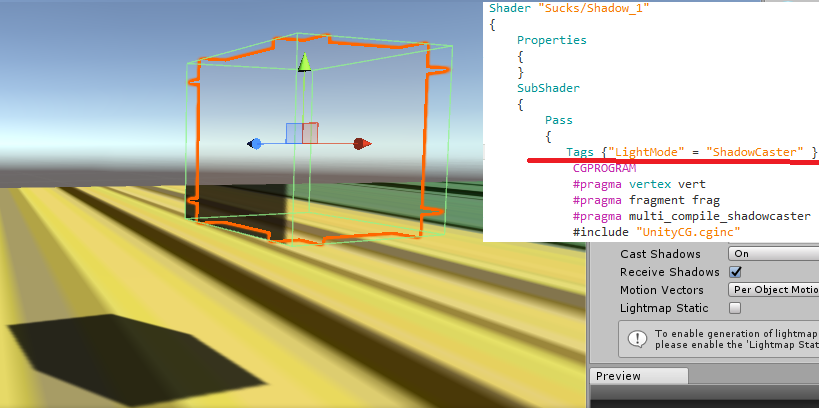 Shader "Sucks/Shadow_1"
{
Properties
{
}
SubShader
{
Pass
{
Tags {"LightMode" = "ShadowCaster" }
CGPROGRAM
#pragma vertex vert
#pragma fragment frag
#pragma multi_compile_shadowcaster
#include "UnityCG.cginc"
Cast Shadows On
Receive Shadows
Motion Vectors Per Object Motio
Lightmap Static
To enable generation of lightmap
please enable the 'Lightmap Stat
Preview